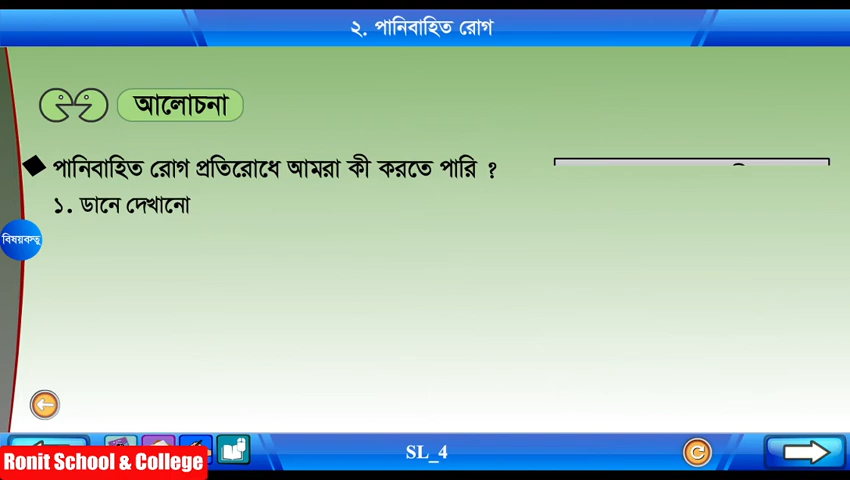 ২. পানিবাহিত রোগ
আলোচনা
পানিবাহিত রোগ প্রতিরোধে আমরা কী করতে পারি ?
১. ডানে দেখানো
বিষয়বস্তু
SL_4
Ronit School & College